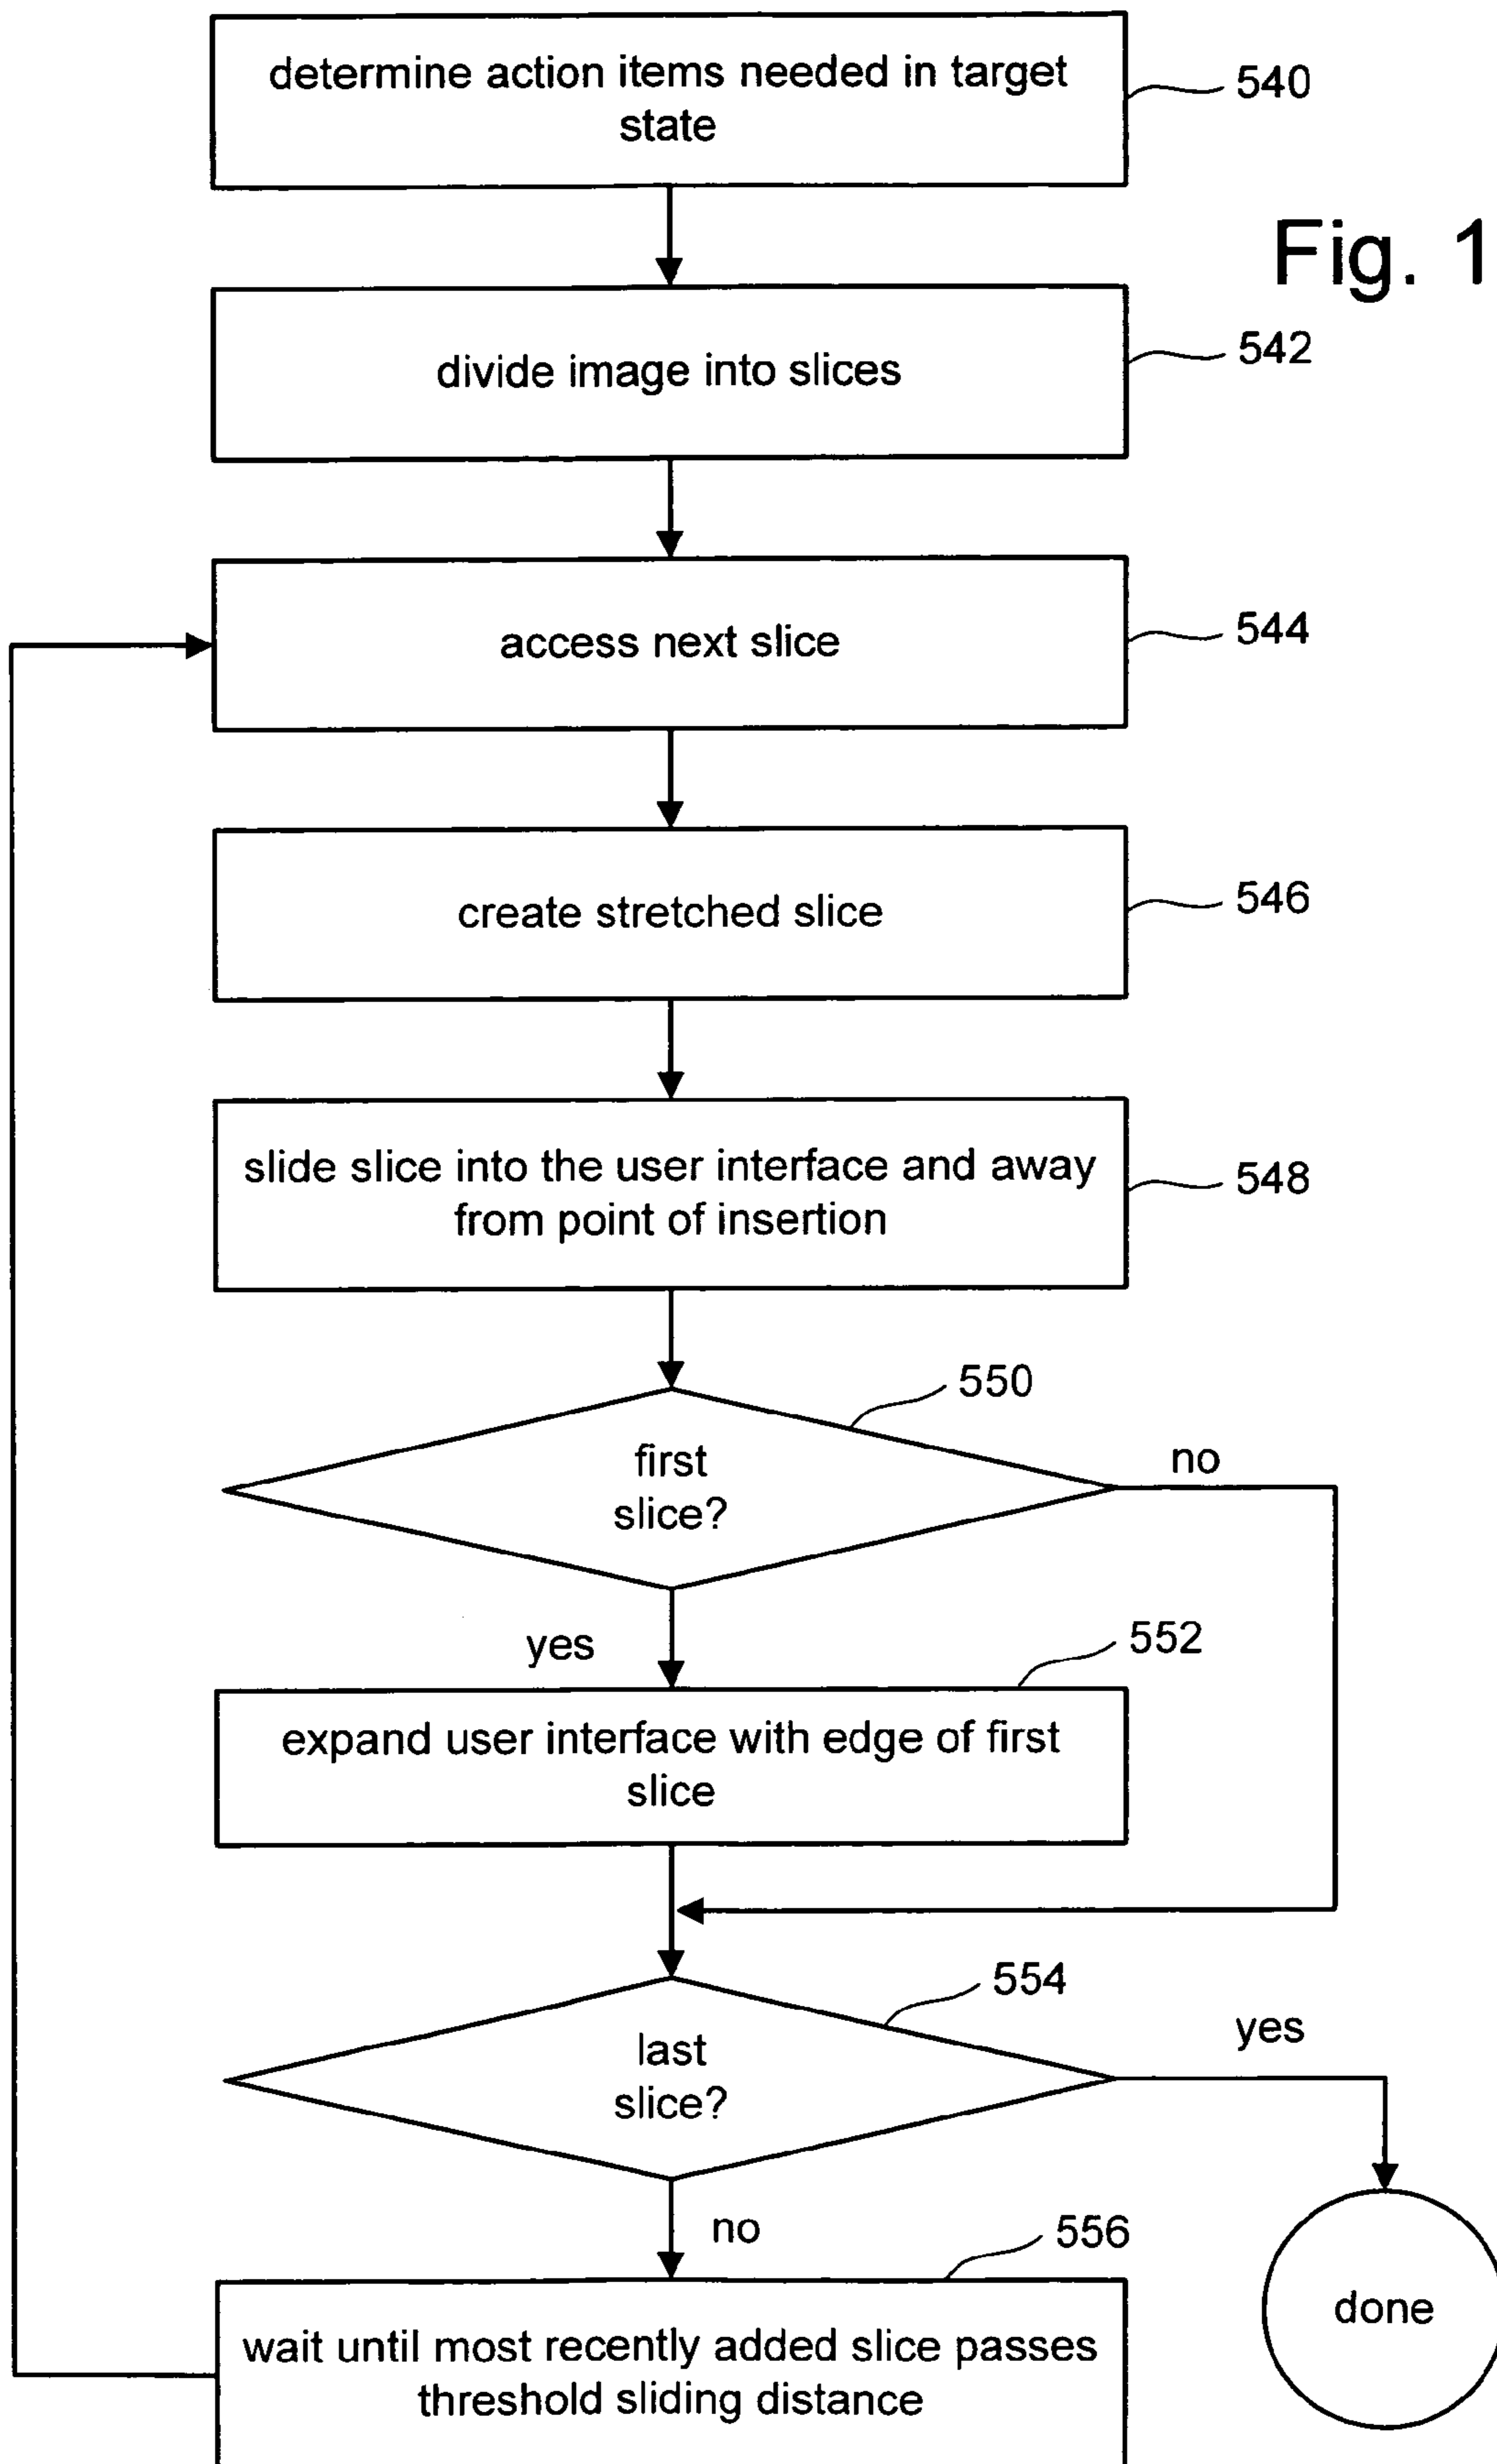 determine action items needed in target
state
540
Fig. 1
divide image into slices
542
access next slice
544
create stretched slice
546
slide slice into the user interface and away
from point of insertion
548
550
first
slice?
no
yes
552
expand user interface with edge of first
slice
554
last
slice?
yes
no
556
done
wait until most recently added slice passes
threshold sliding distance